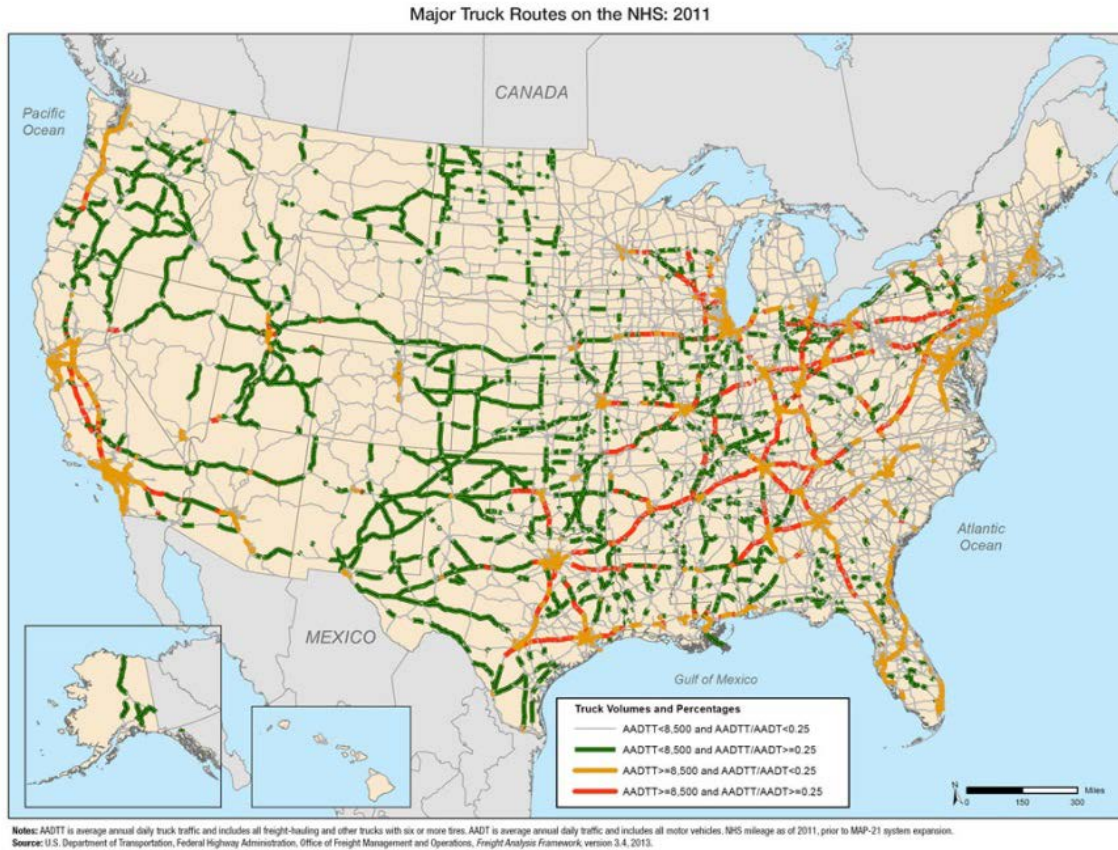 Major Truck Routes on the NHS: 2011
CANADA
Pacific
Ocean
Atlantic
Ocean
MEXICO
Gulf of Mexico
Truck Volumes and Percentages
AADTT<8,500 and AADTT/AADT<0.25
AADTT<8,500 and AADTT/AADT>=0.25
AADTT>=8,500 and AADTT/AADT<0.25
AADTT>=8,500 and AADTT/AADT>=0.25
N
Miles
0 150 300
Notes: AADTT is average annual daily truck traffic and includes all freight-hauling and other trucks with six or more tires. AADT is average annual daily traffic and includes all motor vehicles. NHS mileage as of 2011, prior to MAP-21 system expansion.
Source: U.S. Department of Transportation, Federal Highway Administration, Office of Freight Management and Operations, Freight Analysis Framework, version 3.4, 2013.